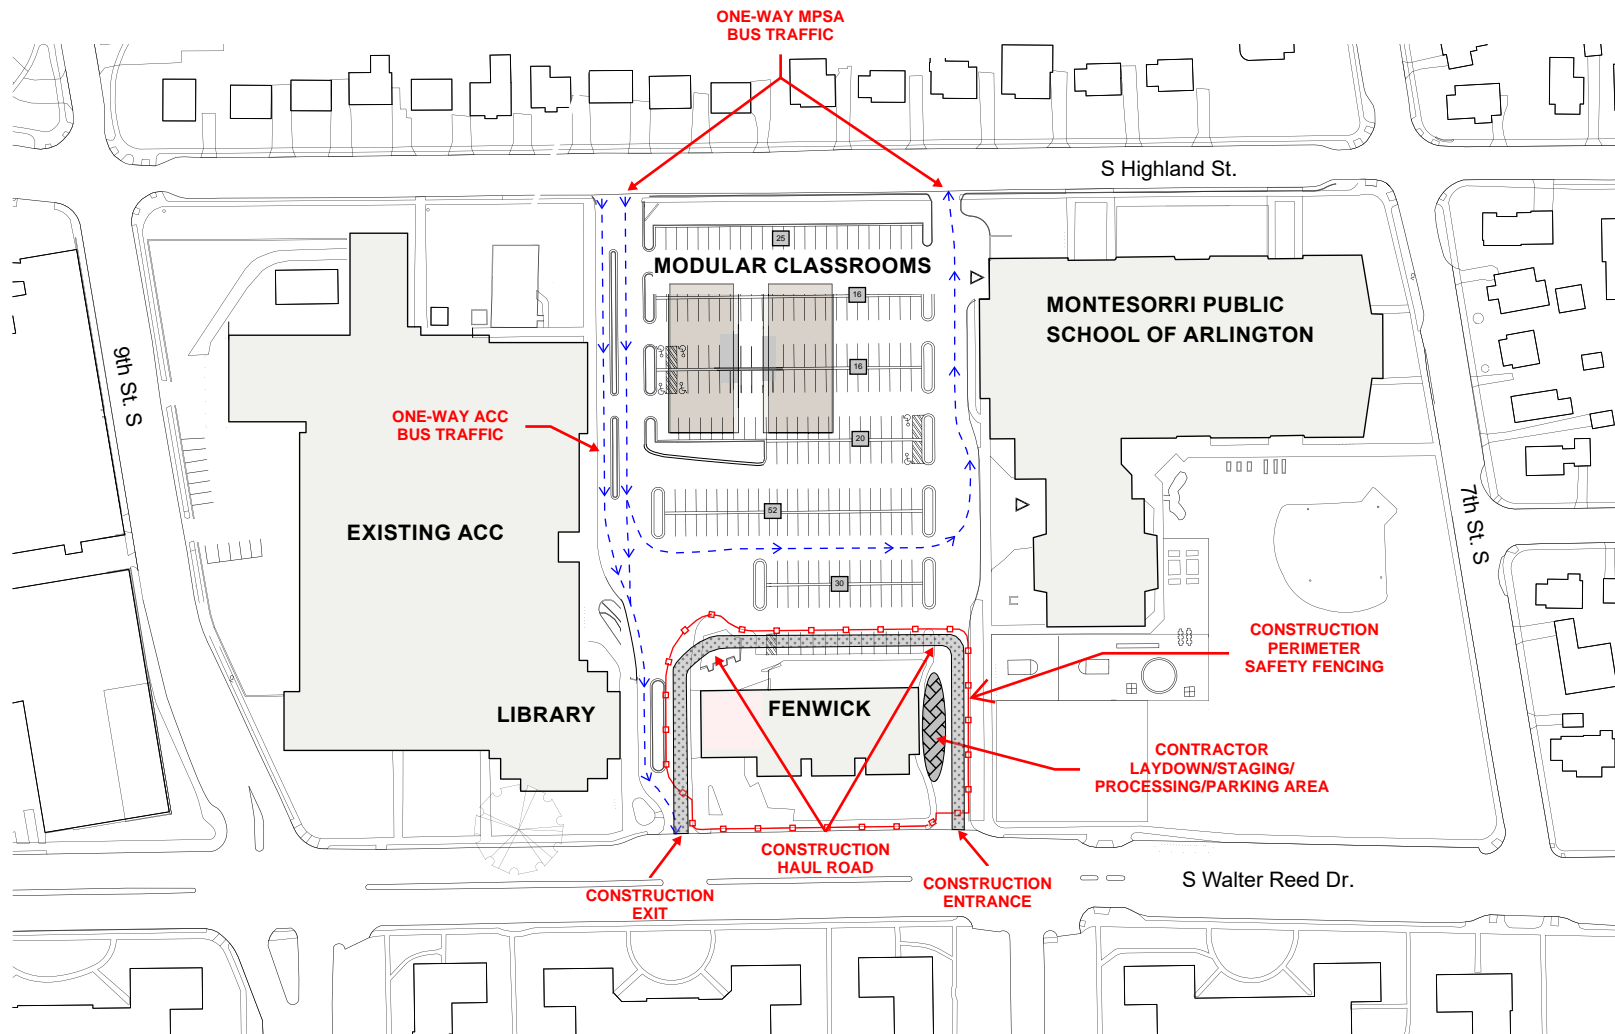 ONE-WAY MPSA
BUS TRAFFIC
S Highland St.
25
MODULAR CLASSROOMS
16
MONTESORRI PUBLIC
SCHOOL OF ARLINGTON
16
9th St. S
ONE-WAY ACC
BUS TRAFFIC
20
52
EXISTING ACC
7th St. S
30
CONSTRUCTION
PERIMETER
SAFETY FENCING
LIBRARY
FENWICK
CONTRACTOR
LAYDOWN/STAGING/
PROCESSING/PARKING AREA
CONSTRUCTION
HAUL ROAD
CONSTRUCTION
EXIT
CONSTRUCTION
ENTRANCE
S Walter Reed Dr.